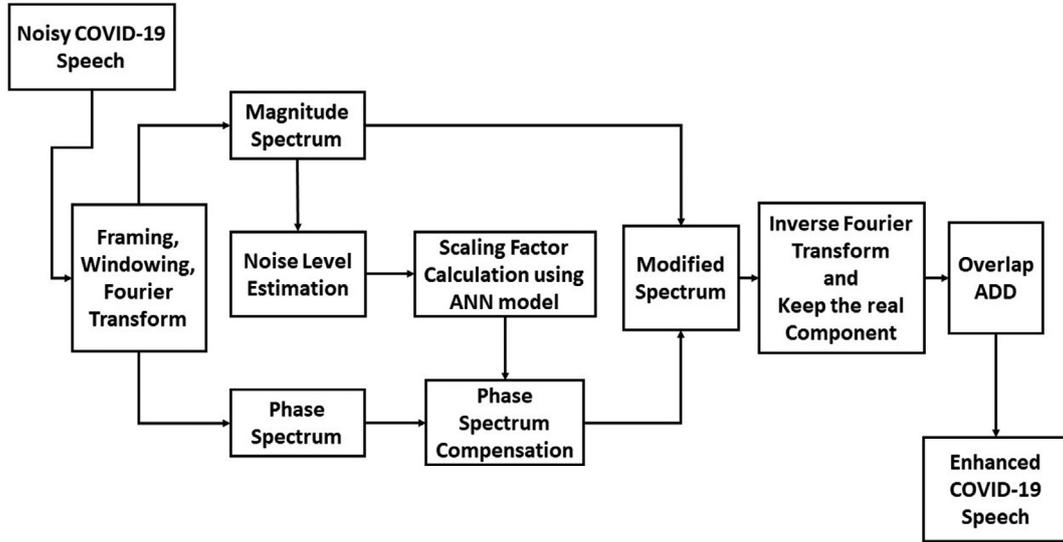 Noisy COVID-19
Speech
Magnitude
Spectrum
Framing,
Windowing,
Fourier
Transform
Noise Level
Estimation
Scaling Factor
Calculation using
ANN model
Modified
Spectrum
Inverse Fourier
Transform
and
Keep the real
Component
Overlap
ADD
Phase
Spectrum
Phase
Spectrum
Compensation
Enhanced
COVID-19
Speech